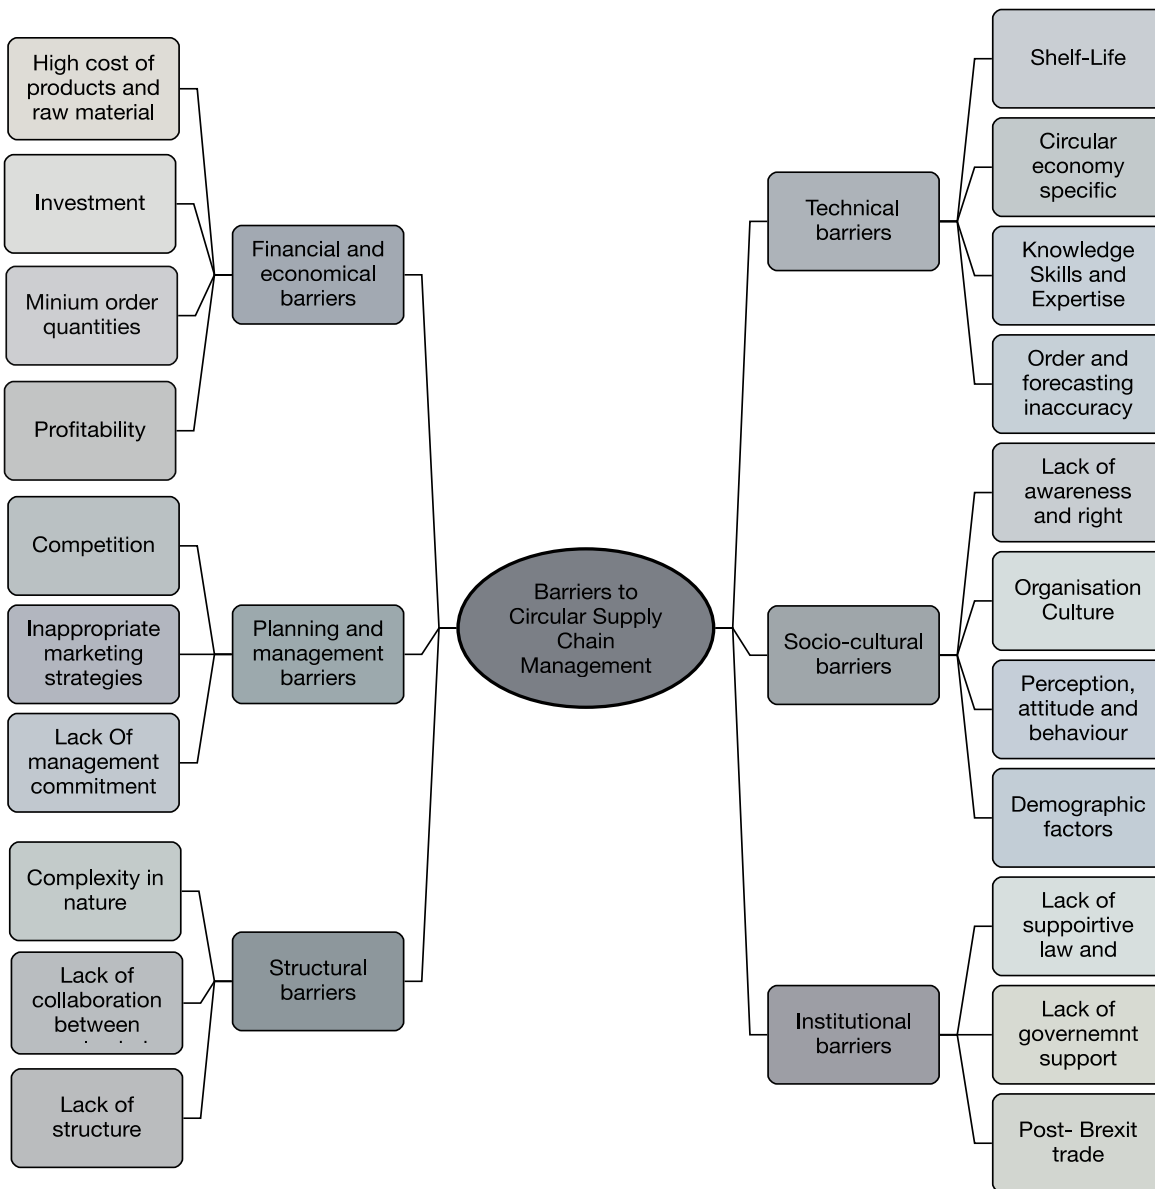 High cost of
products and
raw material
Investment
Minium order
quantities
Profitability
Financial and
economical
barriers
Competition
Inappropriate
marketing
strategies
Lack Of
management
commitment
Planning and
management
barriers
Complexity in
nature
Lack of
collaboration
between
Lack of
structure
Structural
barriers
Barriers to
Circular Supply
Chain
Management
Technical
barriers
Shelf-Life
Circular
economy
specific
Knowledge
Skills and
Expertise
Order and
forecasting
inaccuracy
Socio-cultural
barriers
Lack of
awareness
and right
Organisation
Culture
Perception,
attitude and
behaviour
Demographic
factors
Institutional
barriers
Lack of
suppoirtive
law and
Lack of
governemnt
support
Post- Brexit
trade